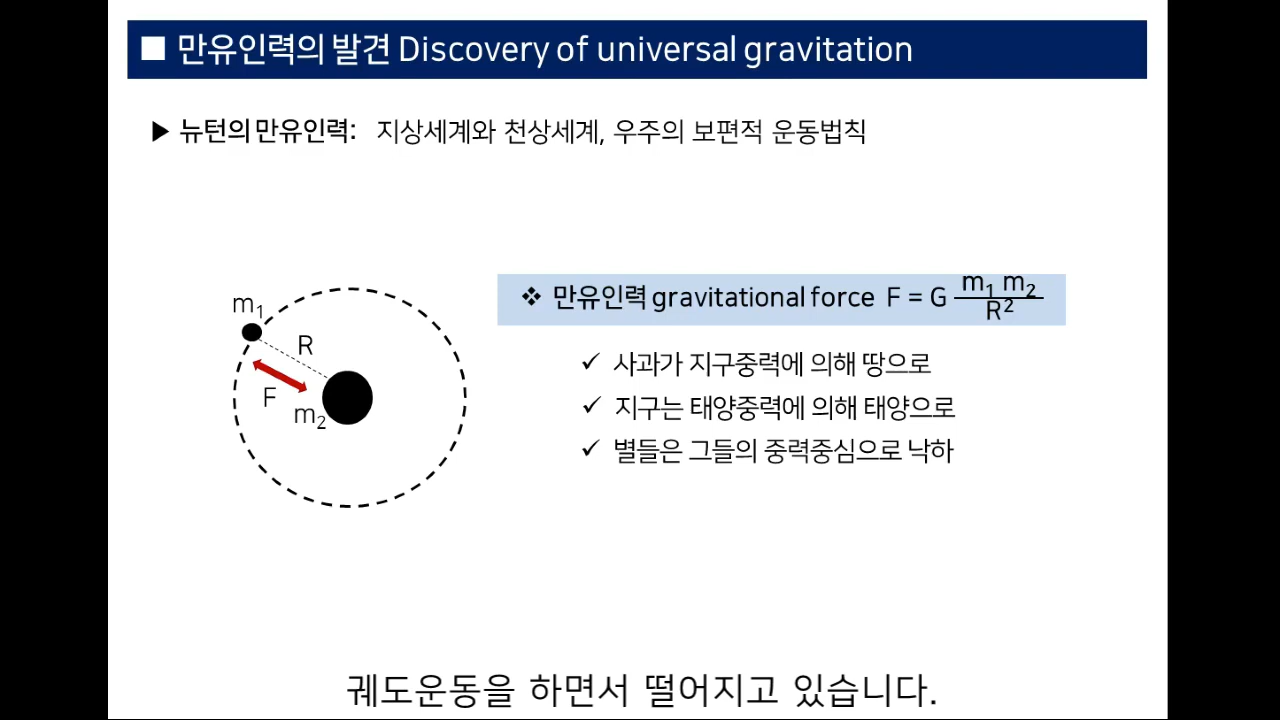 ■ 만유인력의 발견 Discovery of universal gravitation
▶ 뉴턴의 만유인력: 지상세계와 천상세계, 우주의 보편적 운동법칙
m₁
R
F
m₂
❖ 만유인력 gravitational force F = G m₁ m₂ / R²
✓ 사과가 지구중력에 의해 땅으로
✓ 지구는 태양중력에 의해 태양으로
✓ 별들은 그들의 중력중심으로 낙하
궤도운동을 하면서 떨어지고 있습니다.